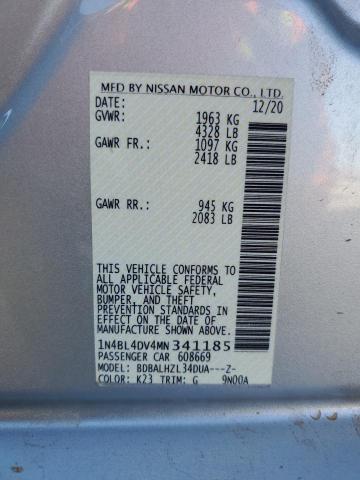 MFD BY NISSAN MOTOR CO., LTD.
DATE: 12/20
GVWR: 1963 KG
4328 LB
GAWR FR.: 1097 KG
2418 LB
GAWR RR.: 945 KG
2083 LB
THIS VEHICLE CONFORMS TO
ALL APPLICABLE FEDERAL
MOTOR VEHICLE SAFETY,
BUMPER, AND THEFT
PREVENTION STANDARDS IN
EFFECT ON THE DATE OF
MANUFACTURE SHOWN ABOVE.
1N4BL4DV4MN341185
PASSENGER CAR 608669
MODEL: BDBALHZL34DUA---Z-
COLOR: K23 TRIM: G 9N00A